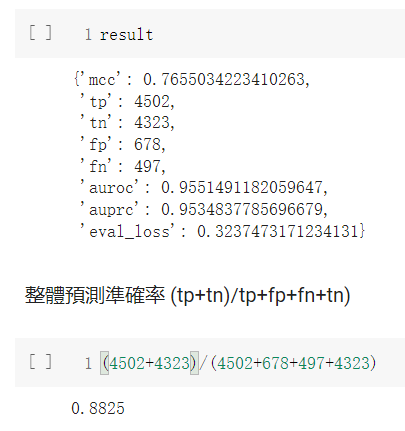 [ ] 1 result
{'mcc': 0.7655034223410263,
'tp': 4502,
'tn': 4323,
'fp': 678,
'fn': 497,
'auroc': 0.9551491182059647,
'auprc': 0.9534837785696679,
'eval_loss': 0.3237473171234131}
整體預測準確率 (tp+tn)/tp+fp+fn+tn)
[ ] 1 (4502+4323)/(4502+678+497+4323)
0.8825